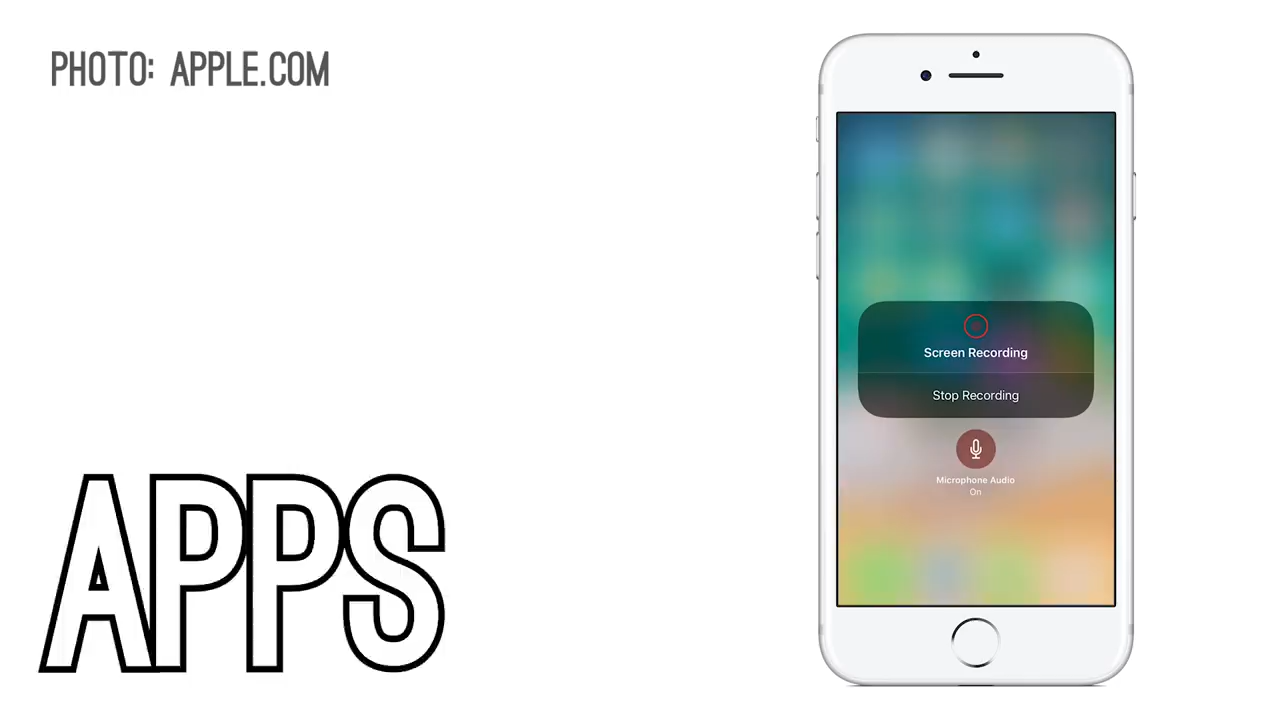 PHOTO: APPLE.COM
Screen Recording
Stop Recording
Microphone Audio
On
APPS